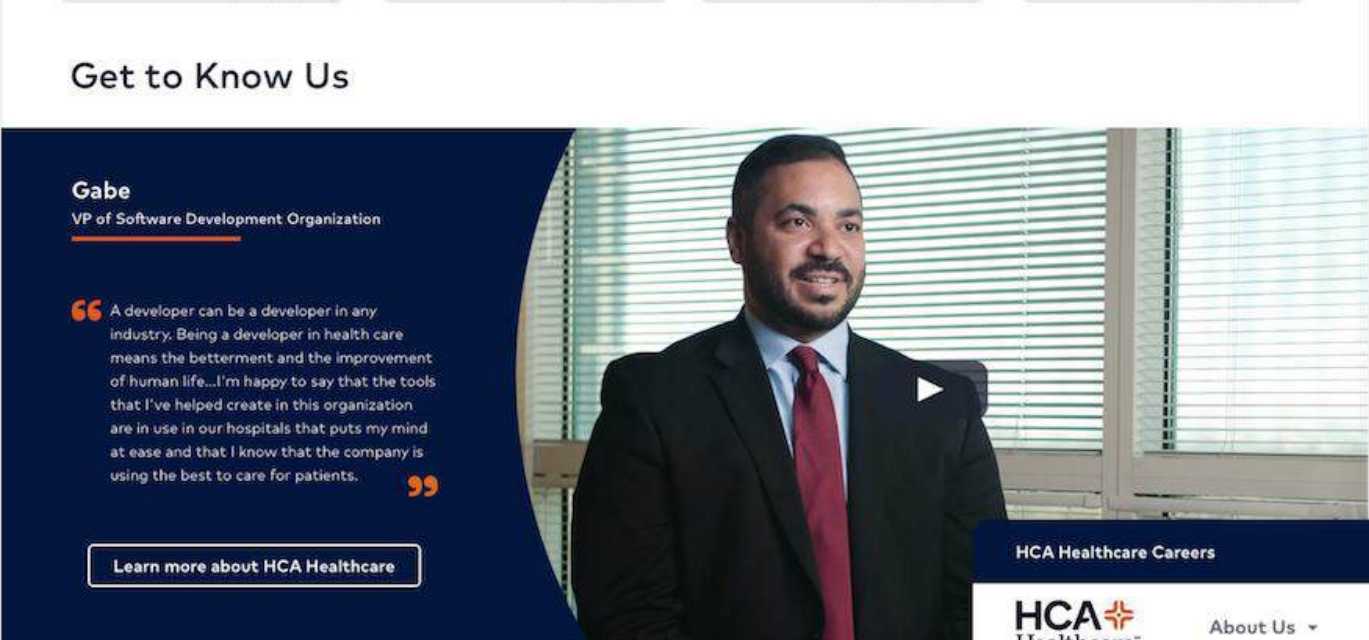 Get to Know Us
Gabe
VP of Software Development Organization
“ A developer can be a developer in any
industry. Being a developer in health care
means the betterment and the improvement
of human life...I'm happy to say that the tools
that I've helped create in this organization
are in use in our hospitals that puts my mind
at ease and that I know that the company is
using the best to care for patients. ”
Learn more about HCA Healthcare
HCA Healthcare Careers
HCA
Healthcare™
About Us